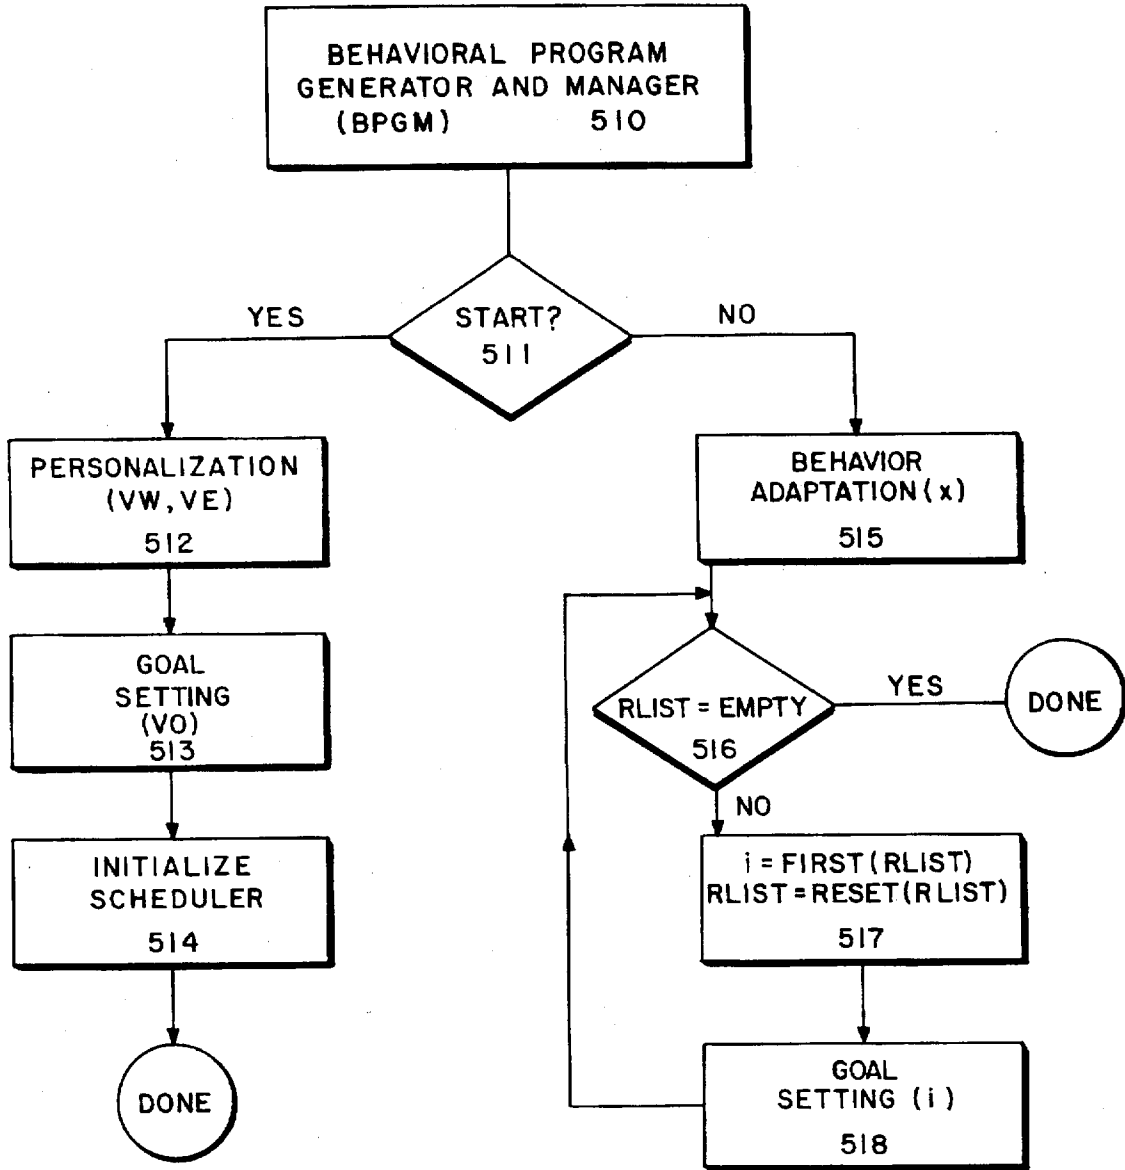 BEHAVIORAL PROGRAM
GENERATOR AND MANAGER
(BPGM) 510
START?
511
YES
NO
PERSONALIZATION
(VW, VE)
512
GOAL
SETTING
(VO)
513
INITIALIZE
SCHEDULER
514
DONE
BEHAVIOR
ADAPTATION (x)
515
RLIST = EMPTY
516
YES
DONE
NO
i = FIRST (RLIST)
RLIST = RESET (RLIST)
517
GOAL
SETTING (i)
518